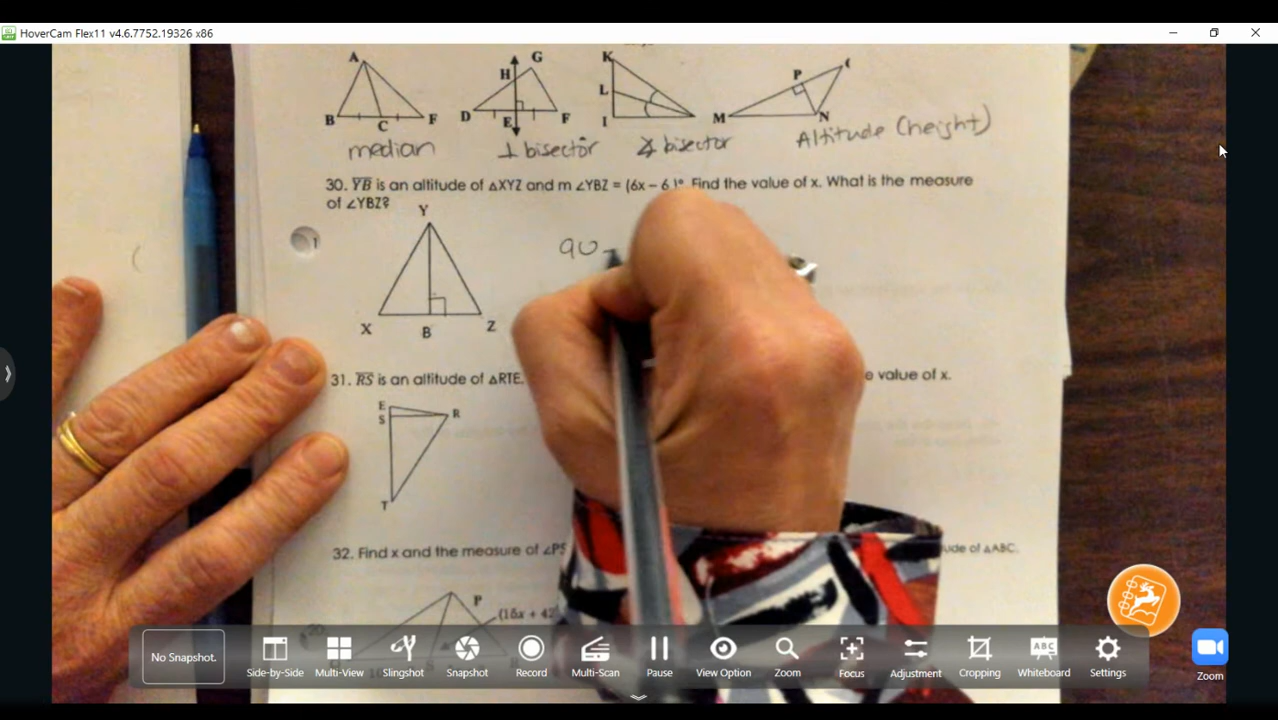 HoverCam Flex11 v4.6.7752.19326 x86
A B C F
G H D E F
K L I
P M N
median ⊥ bisector ∡ bisector Altitude (height)
30. YB is an altitude of △XYZ and m ∠YBZ = (6x – 6 )°. Find the value of x. What is the measure
of ∠YBZ?
Y
90
X B Z
31. RS is an altitude of △RTE. e value of x.
E
S R
T
32. Find x and the measure of ∠PS ude of △ABC.
P
(15x + 42
No Snapshot.
Side-by-Side Multi-View Slingshot Snapshot Record Multi-Scan Pause View Option Zoom Focus Adjustment Cropping Whiteboard Settings Zoom
ABC